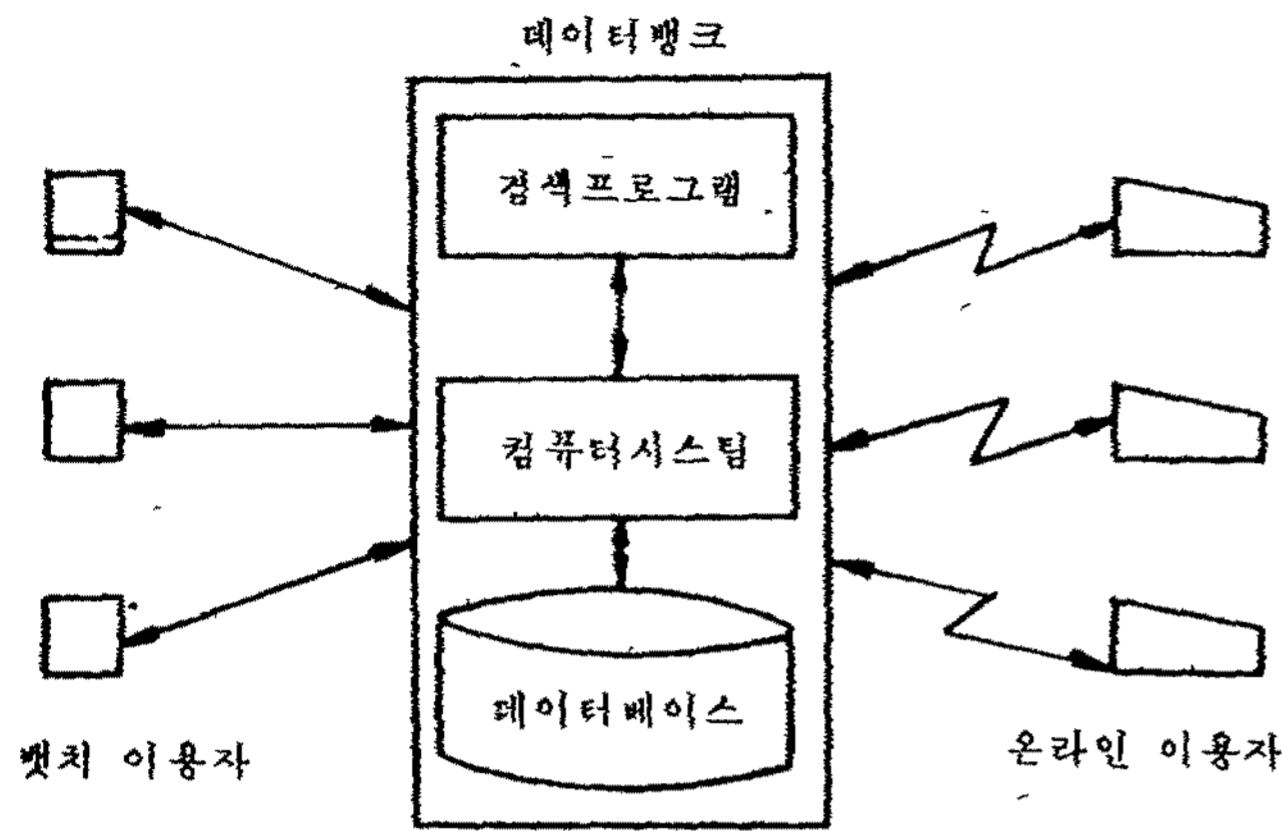 데이터뱅크
검색프로그램
컴퓨터시스팀
데이터베이스
뱃치 이용자
온라인 이용자